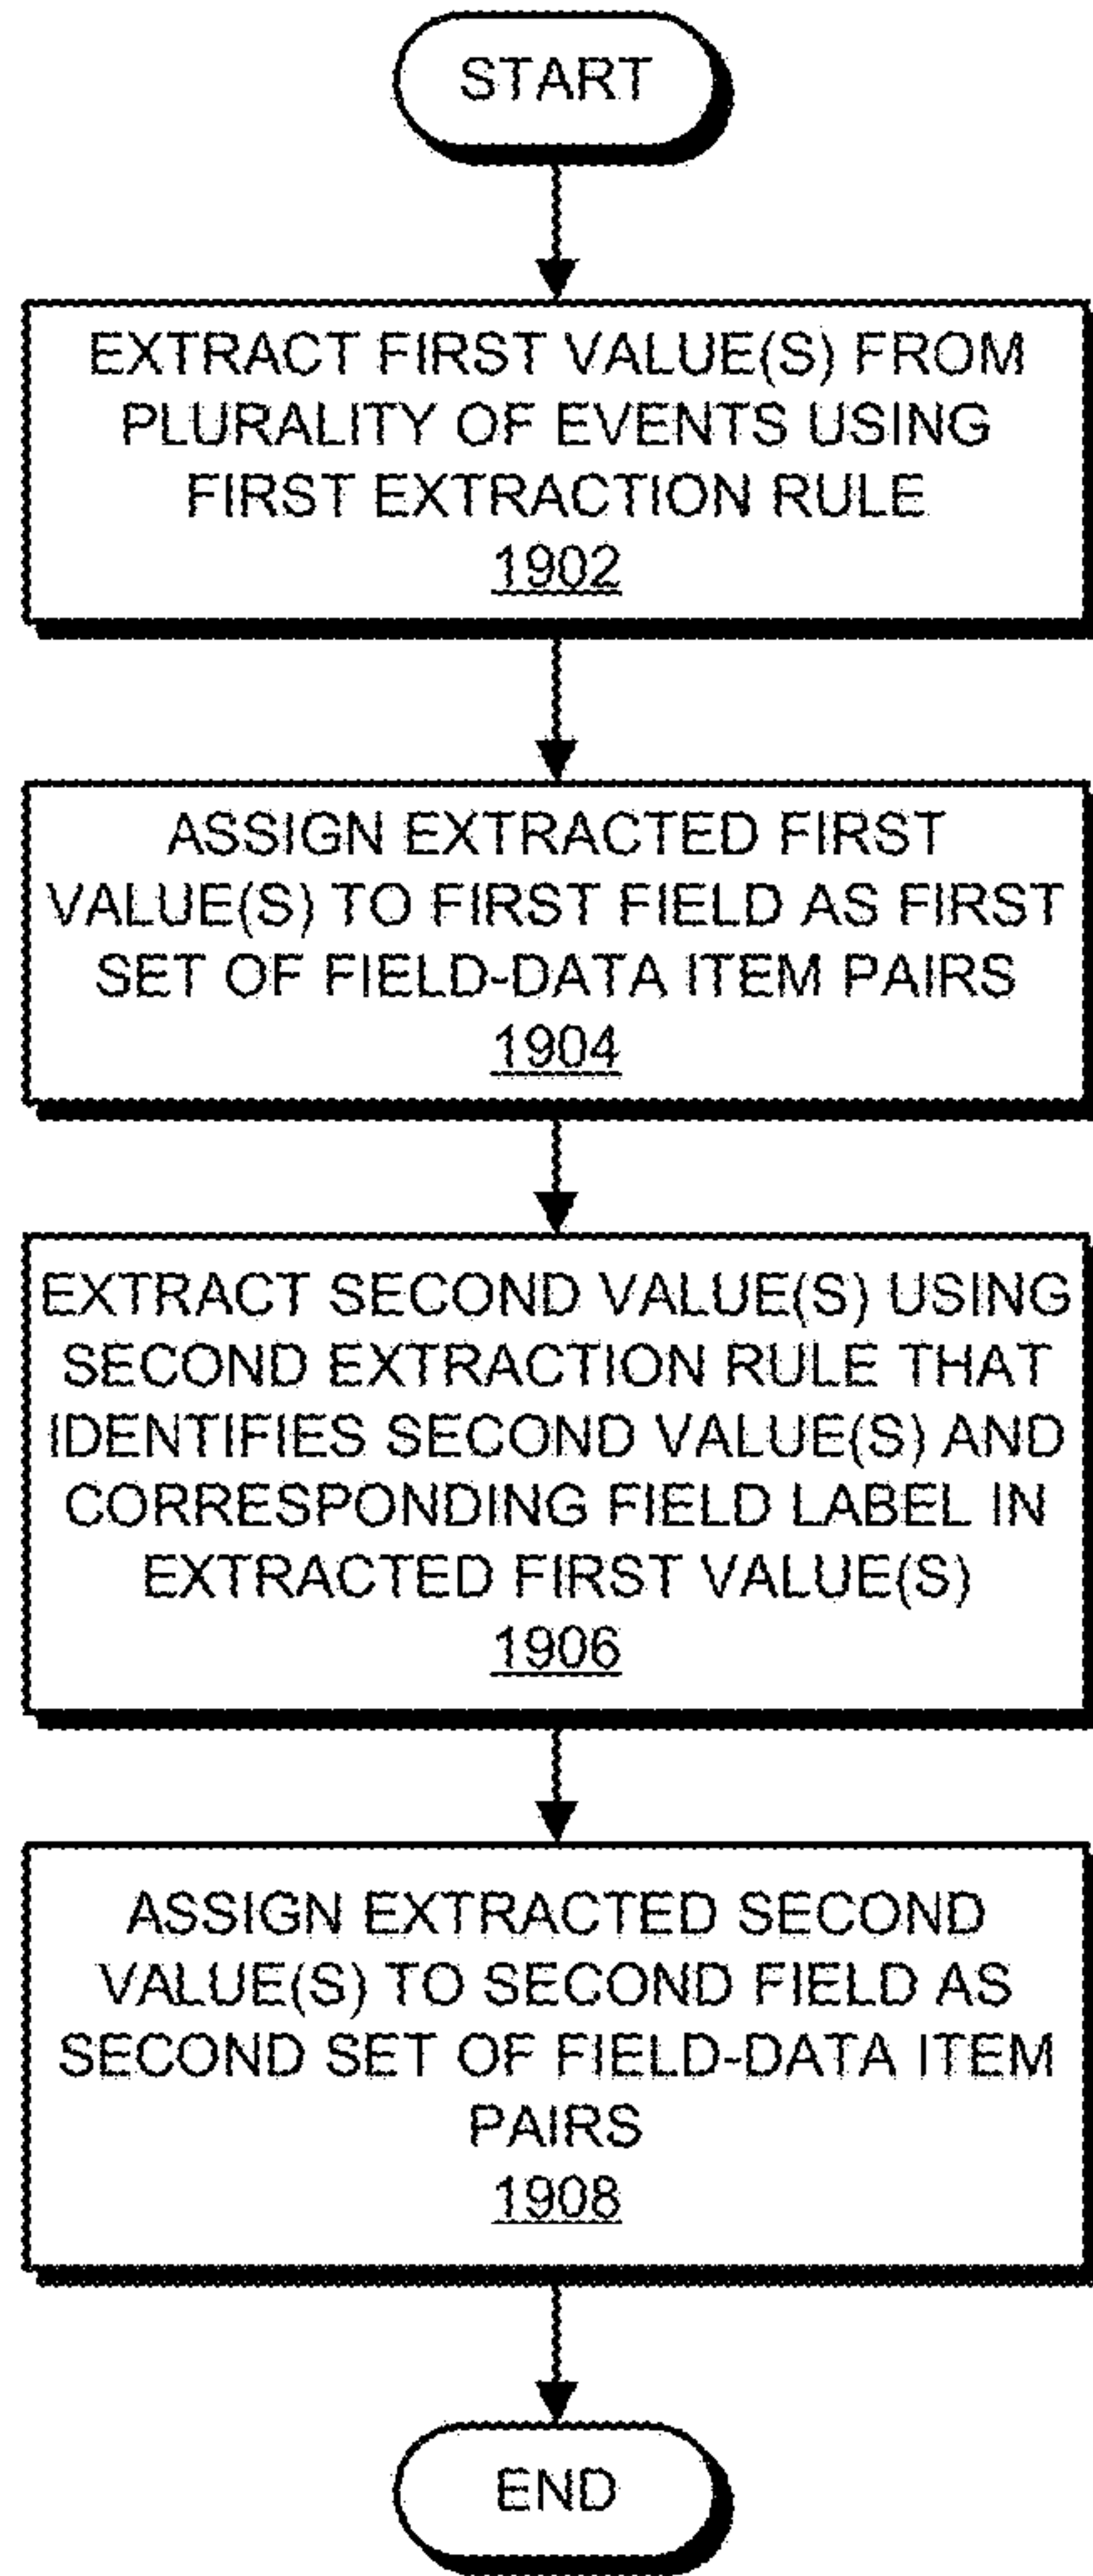 START
EXTRACT FIRST VALUE(S) FROM
PLURALITY OF EVENTS USING
FIRST EXTRACTION RULE
1902
ASSIGN EXTRACTED FIRST
VALUE(S) TO FIRST FIELD AS FIRST
SET OF FIELD-DATA ITEM PAIRS
1904
EXTRACT SECOND VALUE(S) USING
SECOND EXTRACTION RULE THAT
IDENTIFIES SECOND VALUE(S) AND
CORRESPONDING FIELD LABEL IN
EXTRACTED FIRST VALUE(S)
1906
ASSIGN EXTRACTED SECOND
VALUE(S) TO SECOND FIELD AS
SECOND SET OF FIELD-DATA ITEM
PAIRS
1908
END